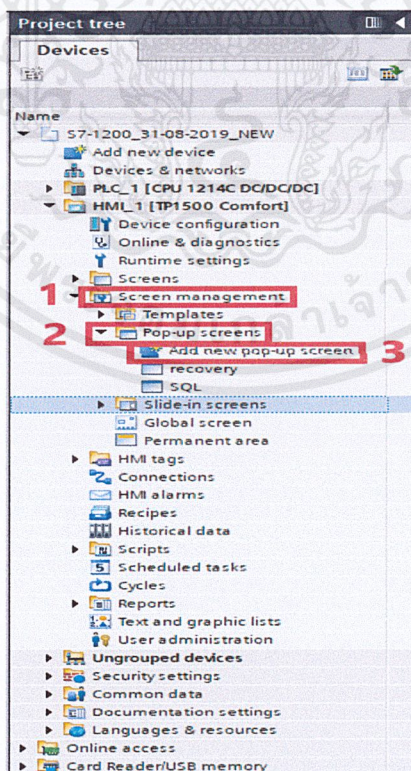 Project tree
Devices
Name
S7-1200_31-08-2019_NEW
Add new device
Devices & networks
PLC_1 [CPU 1214C DC/DC/DC]
HMI_1 [TP1500 Comfort]
Device configuration
Online & diagnostics
Runtime settings
Screens
1 Screen management
Templates
2 Pop-up screens
Add new pop-up screen 3
recovery
SQL
Slide-in screens
Global screen
Permanent area
HMI tags
Connections
HMI alarms
Recipes
Historical data
Scripts
Scheduled tasks
Cycles
Reports
Text and graphic lists
User administration
Ungrouped devices
Security settings
Common data
Documentation settings
Languages & resources
Online access
Card Reader/USB memory